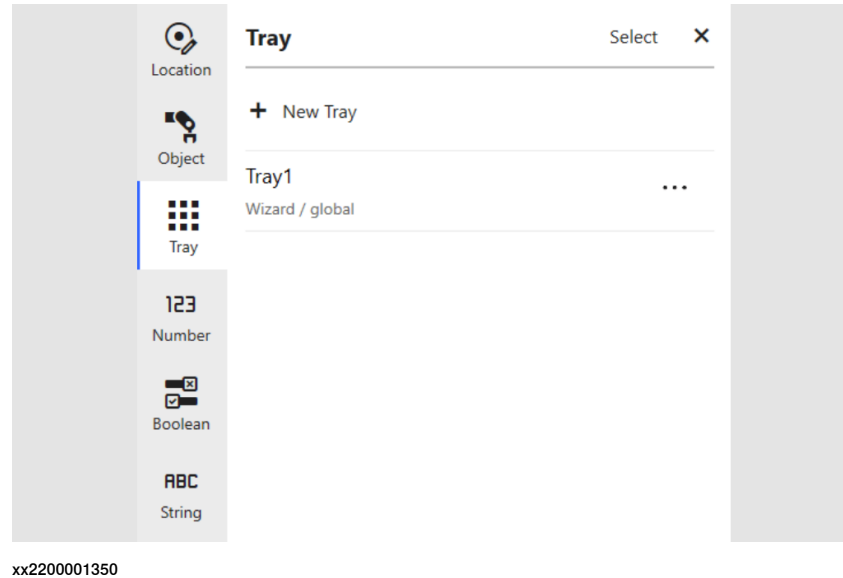 Location
Object
Tray
123
Number
Boolean
ABC
String
Tray
Select
New Tray
Tray1
Wizard / global
xx2200001350